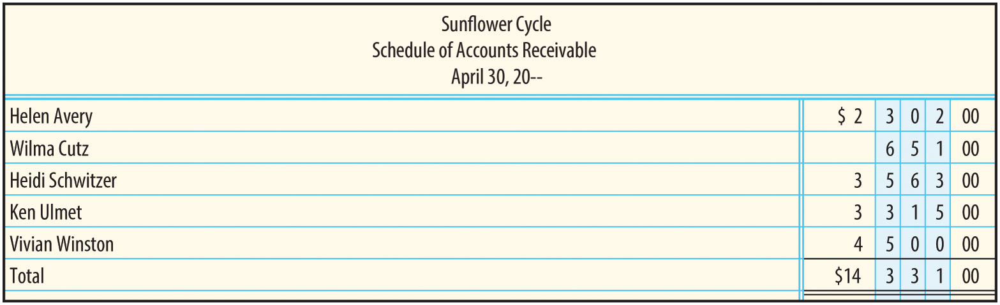 Sunflower Cycle
Schedule of Accounts Receivable
April 30, 20--
Helen Avery $ 2 3 0 2 00
Wilma Cutz 6 5 1 00
Heidi Schwitzer 3 5 6 3 00
Ken Ulmet 3 3 1 5 00
Vivian Winston 4 5 0 0 00
Total $14 3 3 1 00